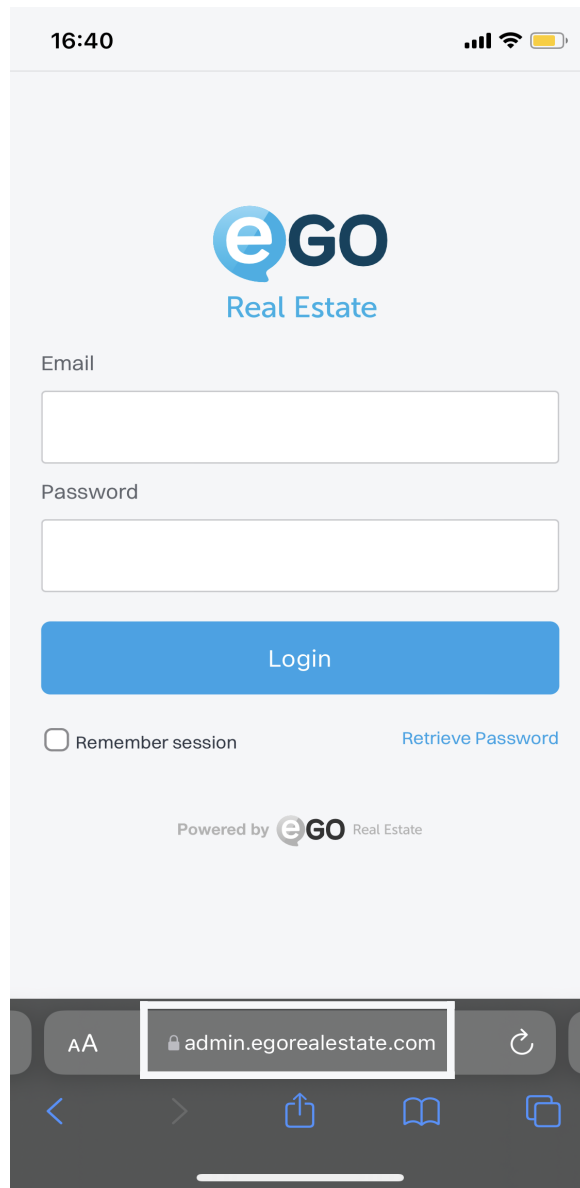 16:40
eGO
Real Estate
Email
Password
Login
Remember session
Retrieve Password
Powered by eGO Real Estate
AA
admin.egorealestate.com